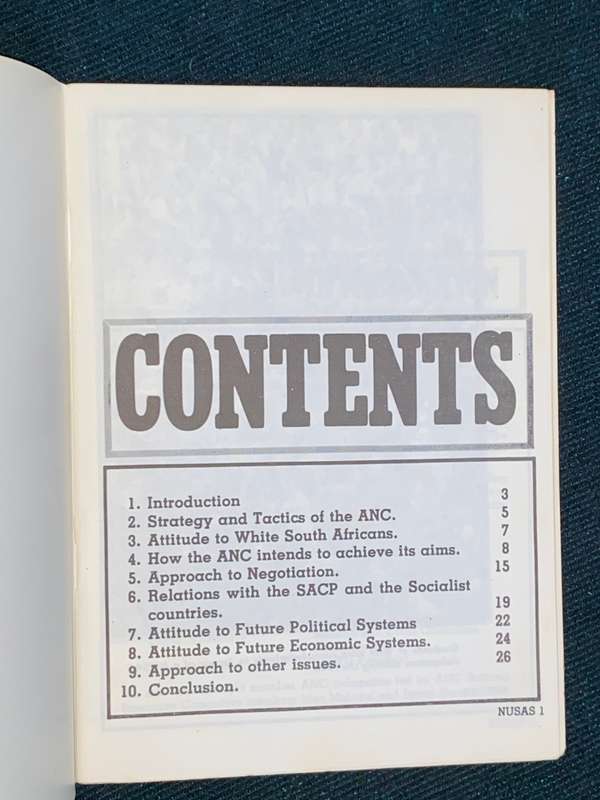 CONTENTS
1. Introduction 3
2. Strategy and Tactics of the ANC. 5
3. Attitude to White South Africans. 7
4. How the ANC intends to achieve its aims. 8
5. Approach to Negotiation. 15
6. Relations with the SACP and the Socialist
countries. 19
7. Attitude to Future Political Systems 22
8. Attitude to Future Economic Systems. 24
9. Approach to other issues. 26
10. Conclusion.
NUSAS 1